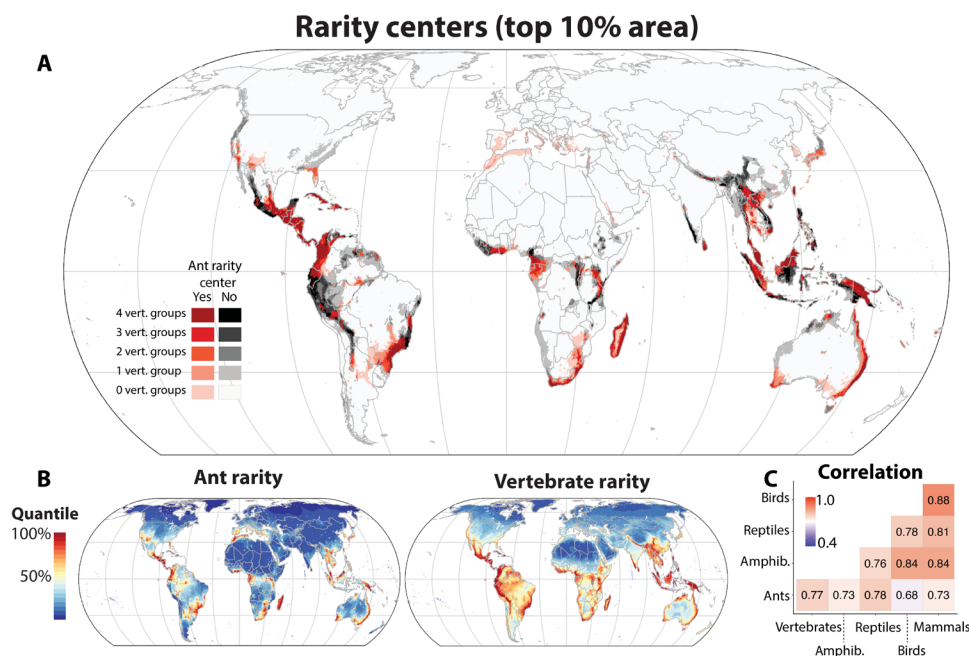 Rarity centers (top 10% area)
A
Ant rarity
center
Yes No
4 vert. groups
3 vert. groups
2 vert. groups
1 vert. group
0 vert. groups
B
Ant rarity
Vertebrate rarity
Quantile
100%
50%
C
Correlation
1.0
0.4
Birds 0.88
Reptiles 0.78 0.81
Amphib. 0.76 0.84 0.84
Ants 0.77 0.73 0.78 0.68 0.73
Vertebrates Reptiles Mammals
Amphib. Birds